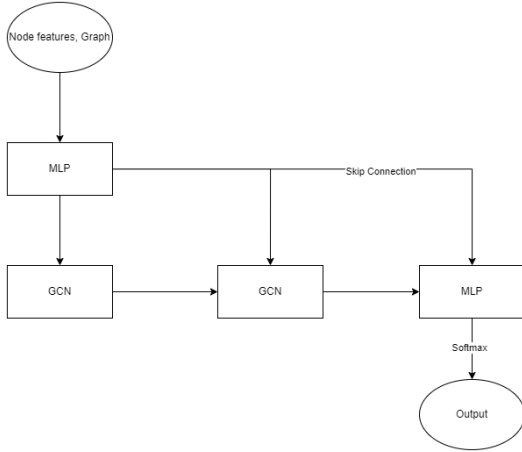 Node features, Graph
MLP
Skip Connection
GCN
GCN
MLP
Softmax
Output